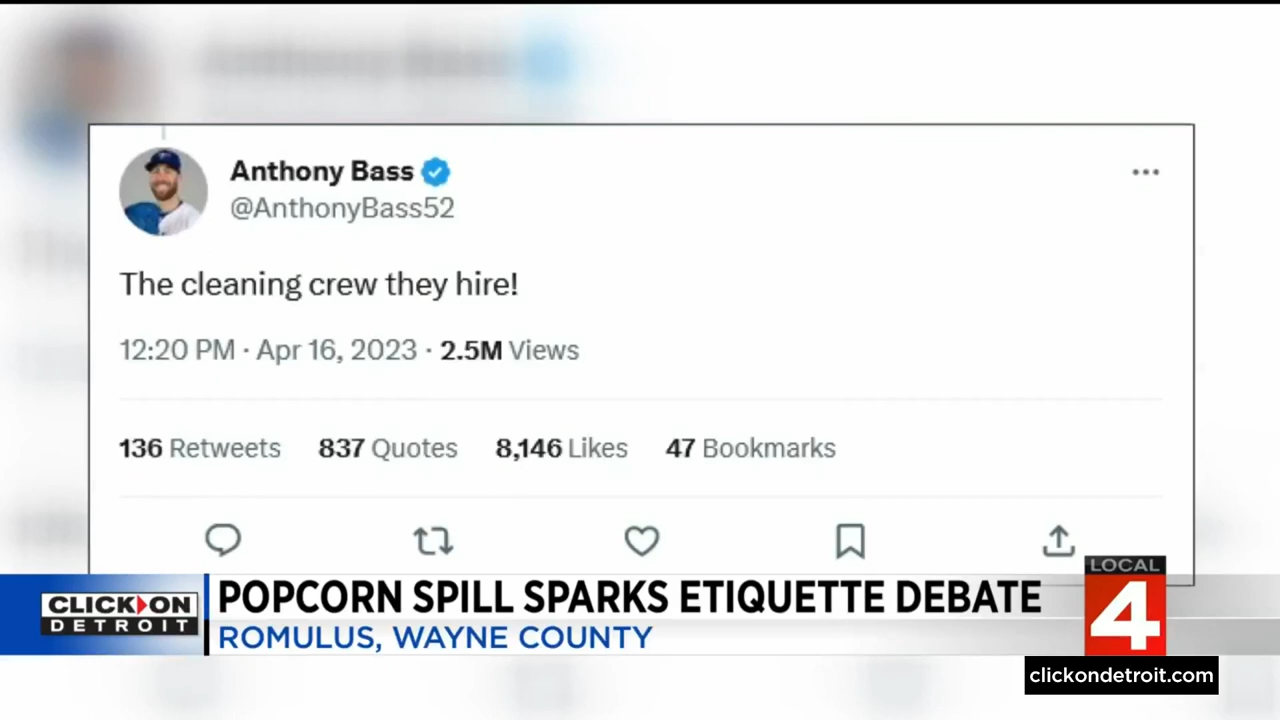 Anthony Bass
@AnthonyBass52
The cleaning crew they hire!
12:20 PM · Apr 16, 2023 · 2.5M Views
136 Retweets 837 Quotes 8,146 Likes 47 Bookmarks
CLICK ON
DETROIT
POPCORN SPILL SPARKS ETIQUETTE DEBATE
ROMULUS, WAYNE COUNTY
LOCAL
4
clickondetroit.com